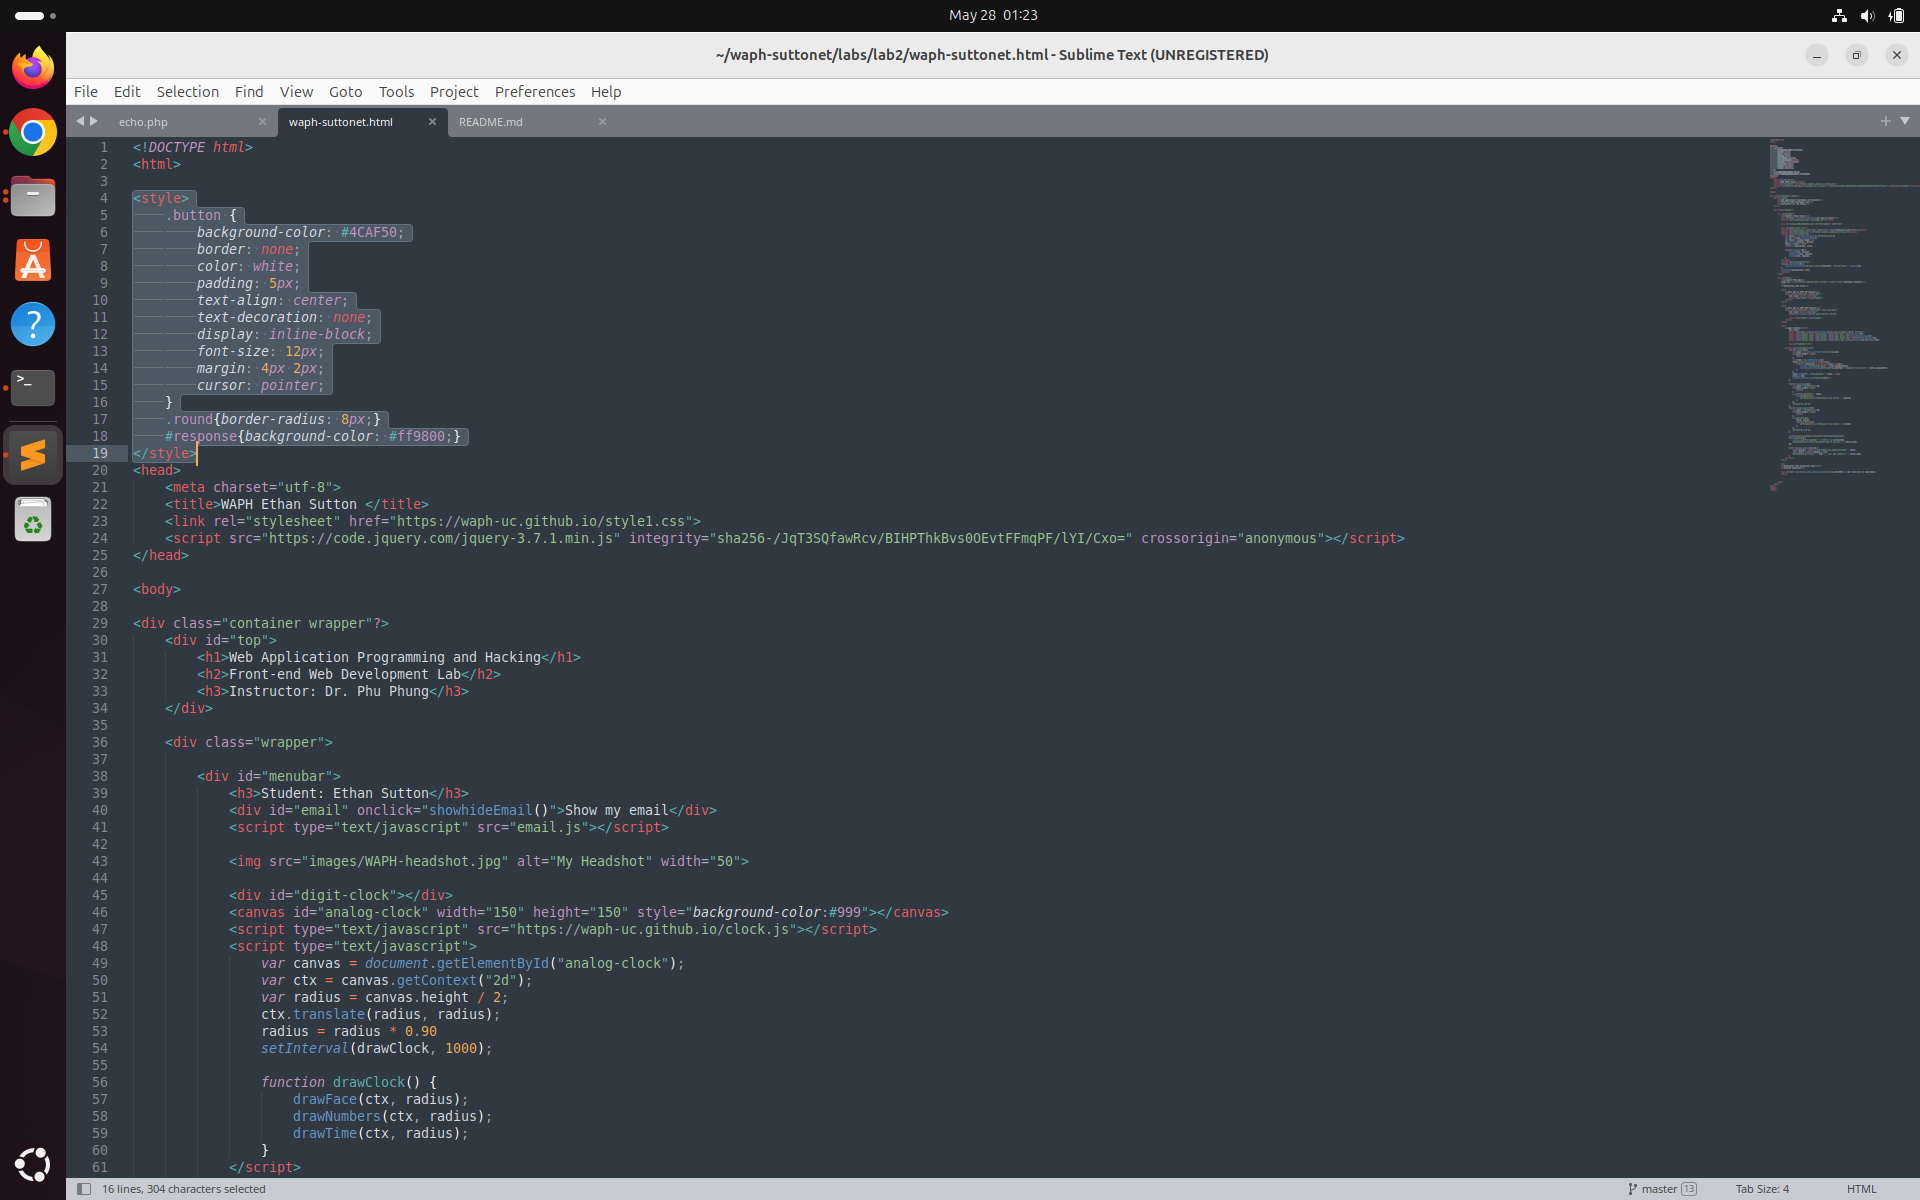 May 28 01:23
~/waph-suttonet/labs/lab2/waph-suttonet.html - Sublime Text (UNREGISTERED)
File Edit Selection Find View Goto Tools Project Preferences Help
echo.php waph-suttonet.html README.md
1 <!DOCTYPE html>
2 <html>
3
4 <style>
5 .button {
6 background-color: #4CAF50;
7 border: none;
8 color: white;
9 padding: 5px;
10 text-align: center;
11 text-decoration: none;
12 display: inline-block;
13 font-size: 12px;
14 margin: 4px 2px;
15 cursor: pointer;
16 }
17 .round{border-radius: 8px;}
18 #response{background-color: #ff9800;}
19 </style>
20 <head>
21 <meta charset="utf-8">
22 <title>WAPH Ethan Sutton </title>
23 <link rel="stylesheet" href="https://waph-uc.github.io/style1.css">
24 <script src="https://code.jquery.com/jquery-3.7.1.min.js" integrity="sha256-/JqT3SQfawRcv/BIHPThkBvs0OEvtFFmqPF/lYI/Cxo=" crossorigin="anonymous"></script>
25 </head>
26
27 <body>
28
29 <div class="container wrapper"?>
30 <div id="top">
31 <h1>Web Application Programming and Hacking</h1>
32 <h2>Front-end Web Development Lab</h2>
33 <h3>Instructor: Dr. Phu Phung</h3>
34 </div>
35
36 <div class="wrapper">
37
38 <div id="menubar">
39 <h3>Student: Ethan Sutton</h3>
40 <div id="email" onclick="showhideEmail()">Show my email</div>
41 <script type="text/javascript" src="email.js"></script>
42
43 <img src="images/WAPH-headshot.jpg" alt="My Headshot" width="50">
44
45 <div id="digit-clock"></div>
46 <canvas id="analog-clock" width="150" height="150" style="background-color:#999"></canvas>
47 <script type="text/javascript" src="https://waph-uc.github.io/clock.js"></script>
48 <script type="text/javascript">
49 var canvas = document.getElementById("analog-clock");
50 var ctx = canvas.getContext("2d");
51 var radius = canvas.height / 2;
52 ctx.translate(radius, radius);
53 radius = radius * 0.90
54 setInterval(drawClock, 1000);
55
56 function drawClock() {
57 drawFace(ctx, radius);
58 drawNumbers(ctx, radius);
59 drawTime(ctx, radius);
60 }
61 </script>
16 lines, 304 characters selected master 13 Tab Size: 4 HTML